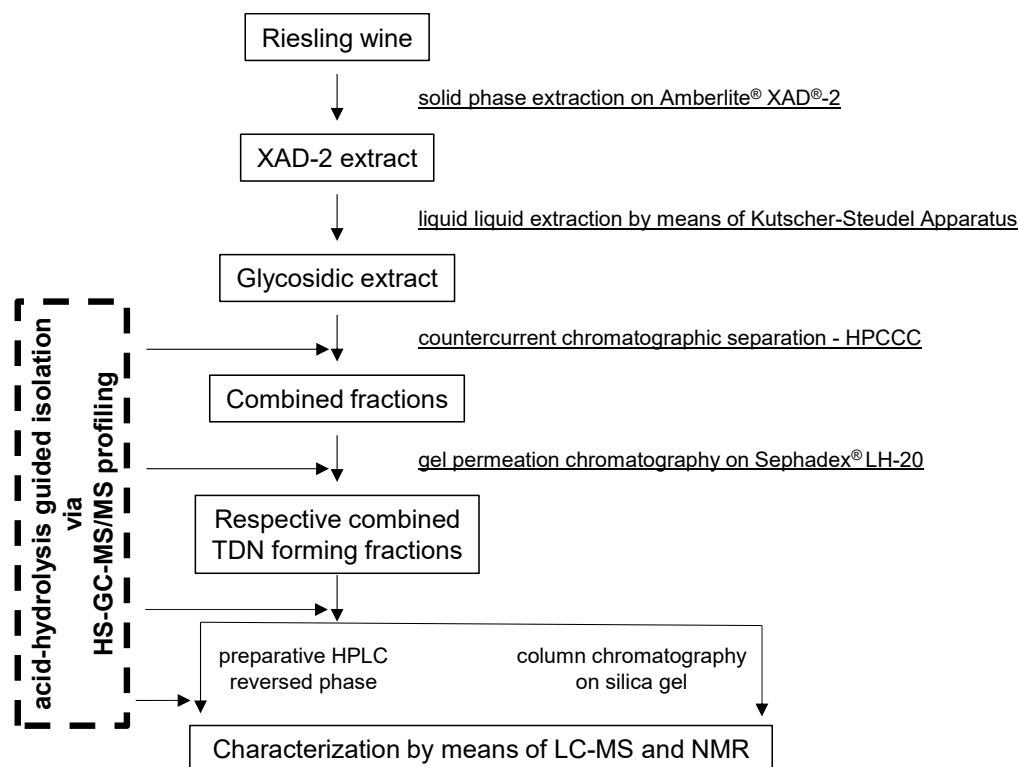 Riesling wine
solid phase extraction on Amberlite® XAD®-2
XAD-2 extract
liquid liquid extraction by means of Kutscher-Steudel Apparatus
Glycosidic extract
acid-hydrolysis guided isolation
via
HS-GC-MS/MS profiling
countercurrent chromatographic separation - HPCCC
Combined fractions
gel permeation chromatography on Sephadex® LH-20
Respective combined
TDN forming fractions
preparative HPLC
reversed phase
column chromatography
on silica gel
Characterization by means of LC-MS and NMR